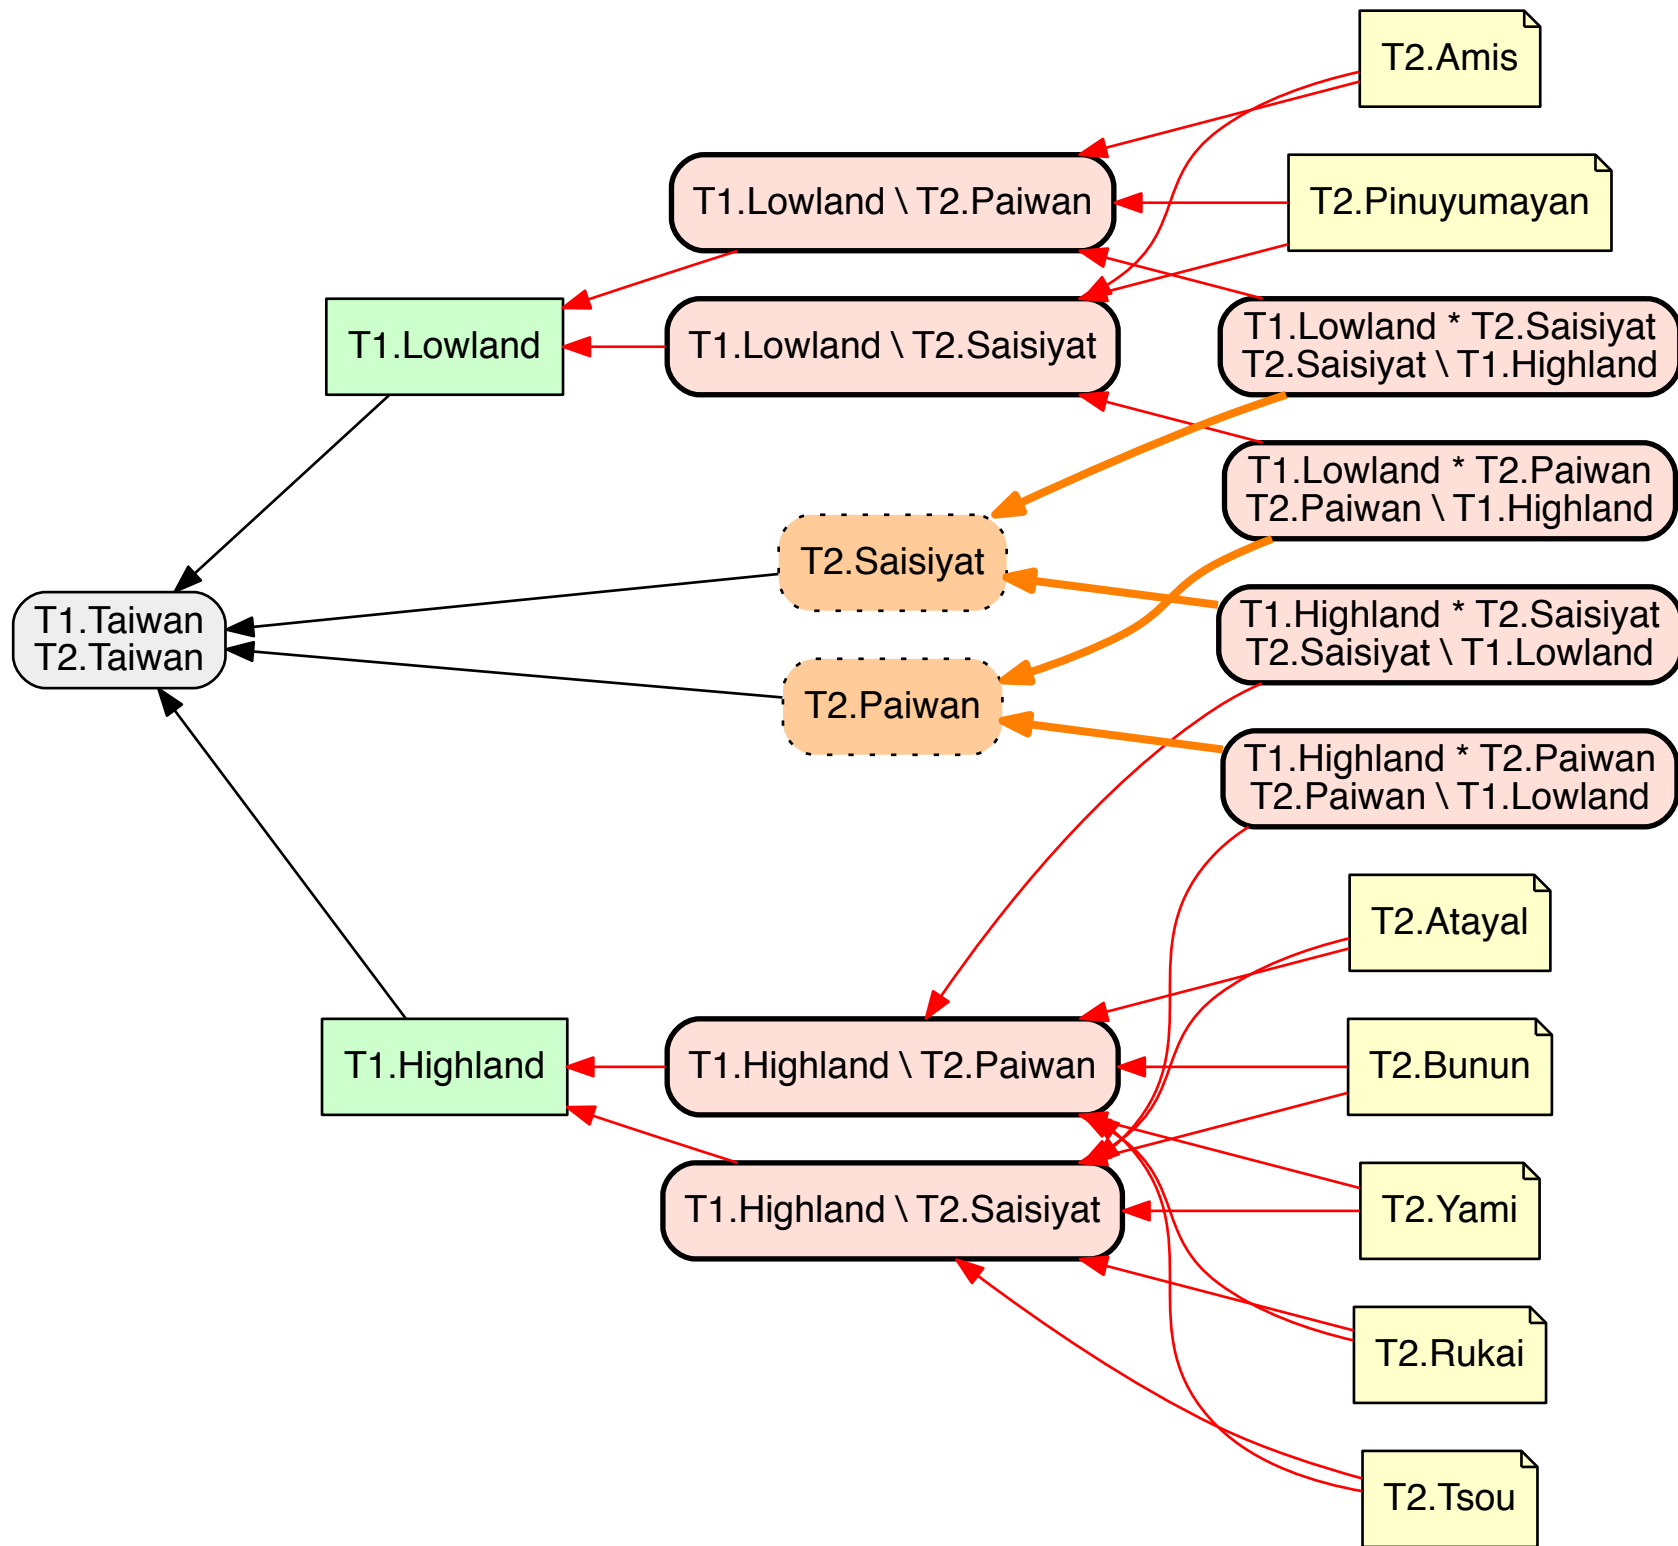 T2.Amis
T1.Lowland \ T2.Paiwan
T2.Pinuyumayan
T1.Lowland
T1.Lowland \ T2.Saisiyat
T1.Lowland * T2.Saisiyat
T2.Saisiyat \ T1.Highland
T1.Lowland * T2.Paiwan
T2.Paiwan \ T1.Highland
T2.Saisiyat
T1.Taiwan
T2.Taiwan
T1.Highland * T2.Saisiyat
T2.Saisiyat \ T1.Lowland
T2.Paiwan
T1.Highland * T2.Paiwan
T2.Paiwan \ T1.Lowland
T2.Atayal
T1.Highland
T1.Highland \ T2.Paiwan
T2.Bunun
T1.Highland \ T2.Saisiyat
T2.Yami
T2.Rukai
T2.Tsou